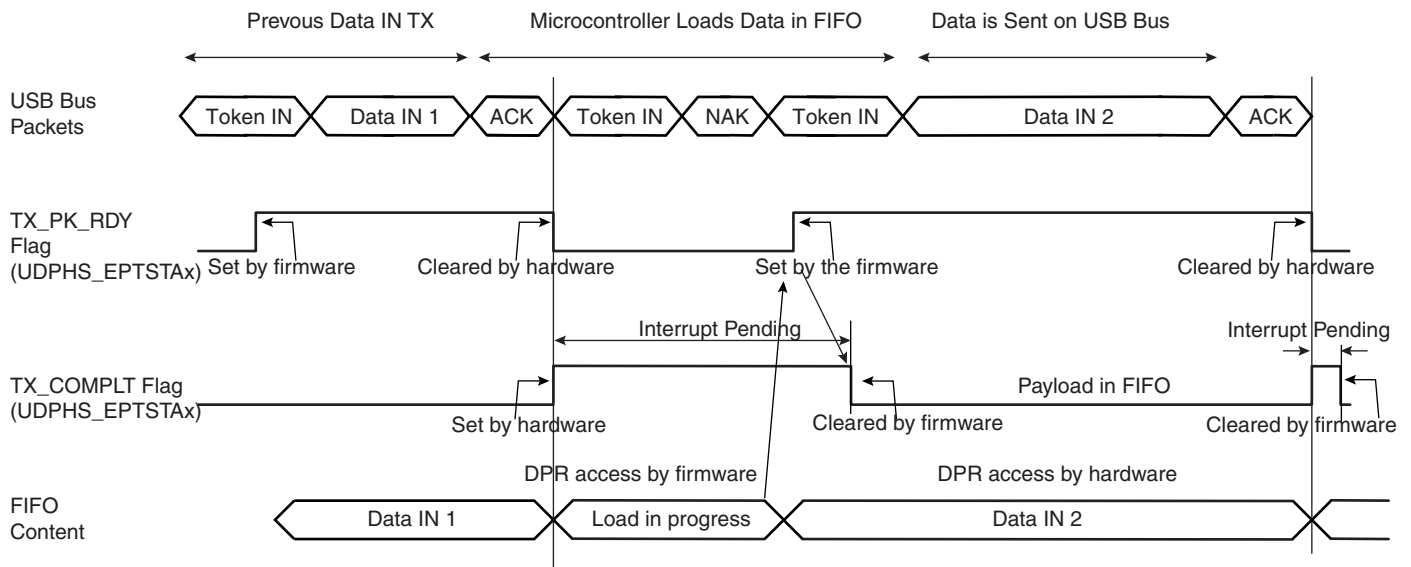 Prevous Data IN TX
Microcontroller Loads Data in FIFO
Data is Sent on USB Bus
USB Bus
Packets
Token IN
Data IN 1
ACK
Token IN
NAK
Token IN
Data IN 2
ACK
TX_PK_RDY
Flag
(UDPHS_EPTSTAx)
Set by firmware
Cleared by hardware
Set by the firmware
Cleared by hardware
Interrupt Pending
Interrupt Pending
TX_COMPLT Flag
(UDPHS_EPTSTAx)
Payload in FIFO
Set by hardware
Cleared by firmware
Cleared by firmware
DPR access by firmware
DPR access by hardware
FIFO
Content
Data IN 1
Load in progress
Data IN 2